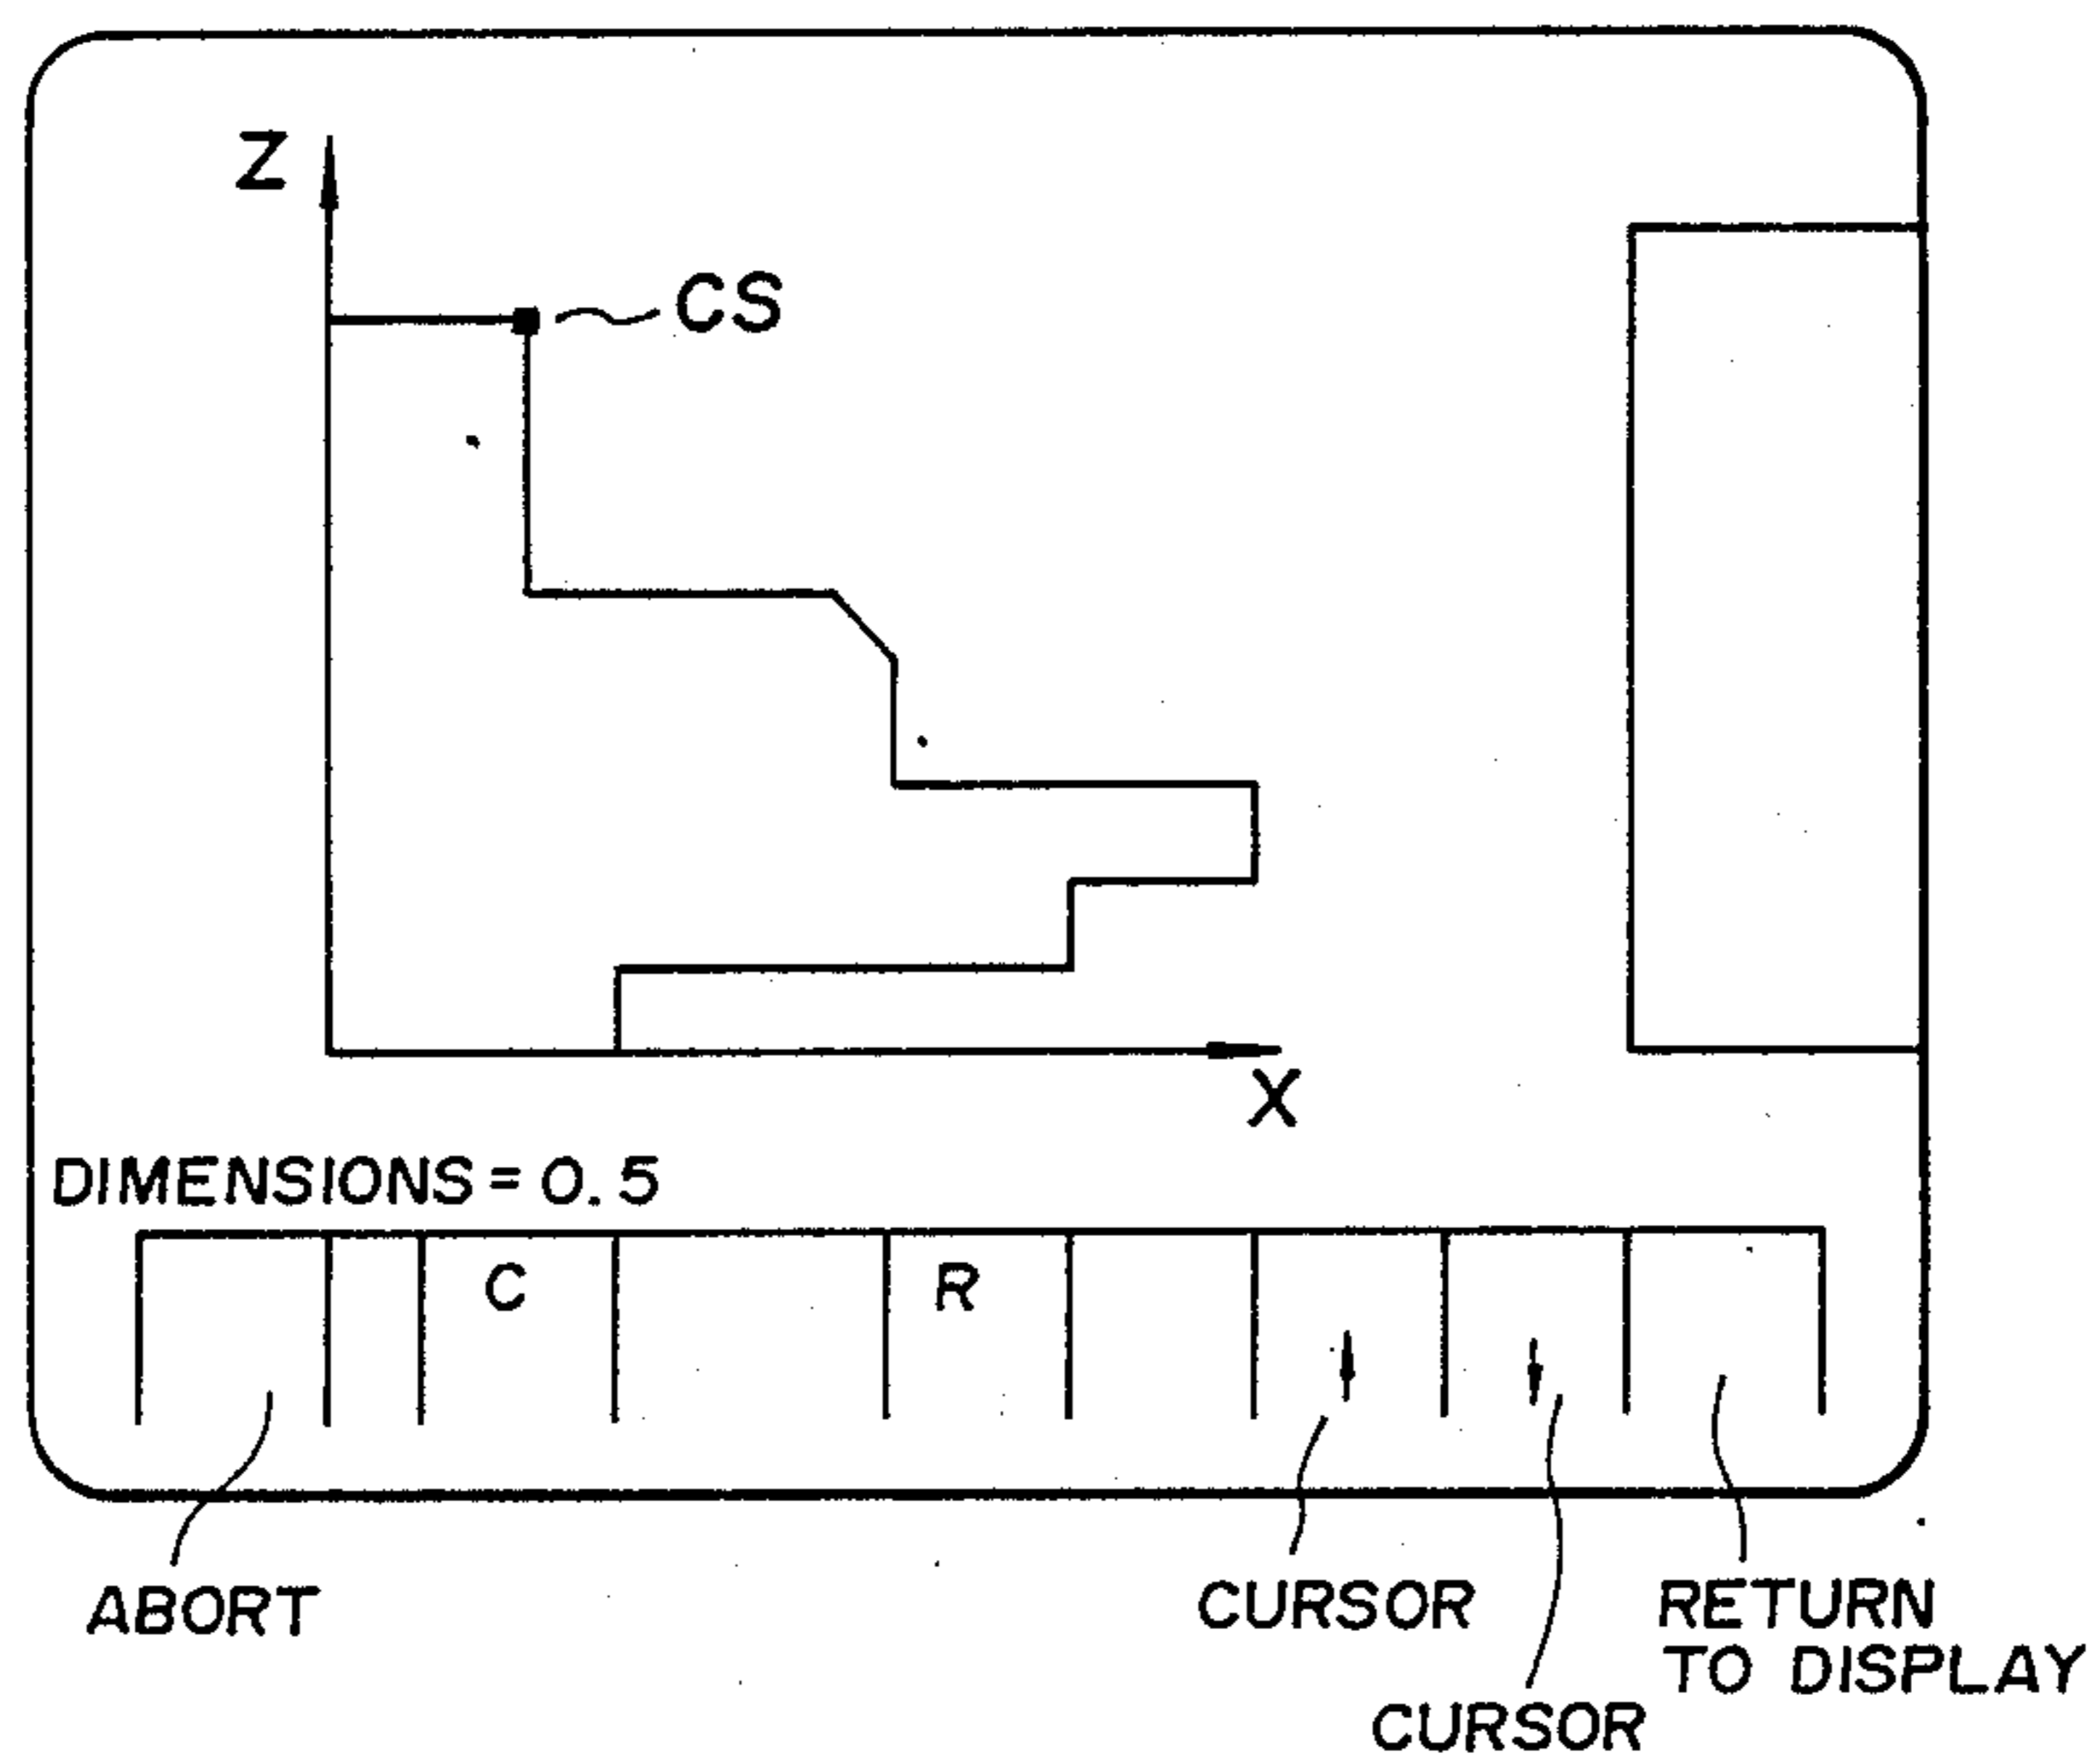 Z
CS
X
DIMENSIONS = 0.5
C
R
ABORT
CURSOR
RETURN
TO DISPLAY
CURSOR